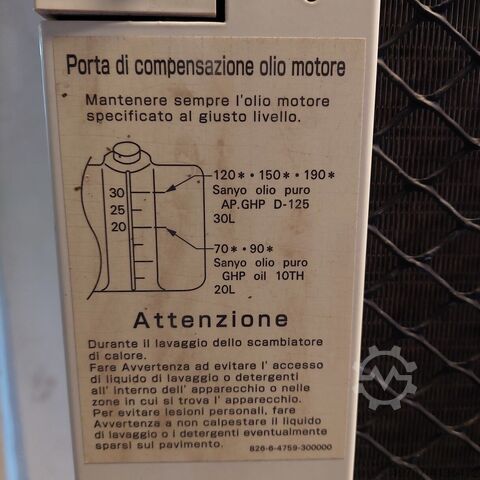 Porta di compensazione olio motore
Mantenere sempre l'olio motore
specificato al giusto livello.
120*・150*・190*
Sanyo olio puro
AP.GHP D-125
30L
30
25
20
70*・90*
Sanyo olio puro
GHP oil 10TH
20L
Attenzione
Durante il lavaggio dello scambiatore
di calore.
Fare Avvertenza ad evitare l' accesso
di liquido di lavaggio o detergenti
all' interno dell' apparecchio o nelle
zone in cui si trova l' apparecchio.
Per evitare lesioni personali, fare
Avvertenza a non calpestare il liquido
di lavaggio o i detergenti eventualmente
sparsi sul pavimento.
826-6-4759-300000